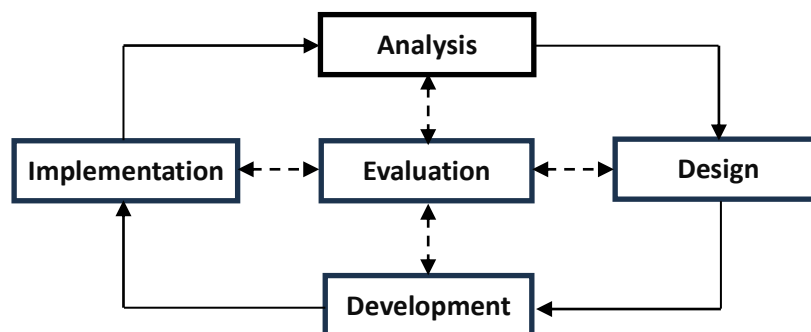 Analysis
Implementation
Evaluation
Design
Development